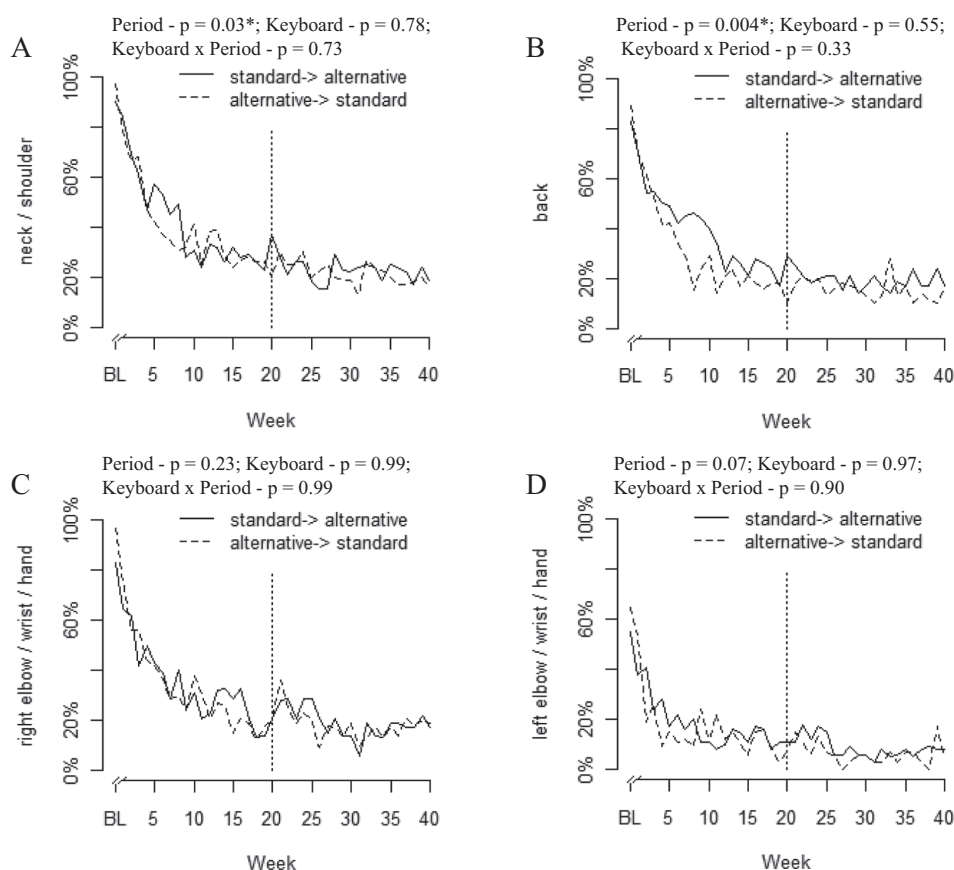 Period - p = 0.03*; Keyboard - p = 0.78;
Keyboard x Period - p = 0.73
A
standard-> alternative
alternative-> standard
100%
60%
20%
0%
neck / shoulder
BL 5 10 15 20 25 30 35 40
Week
Period - p = 0.004*; Keyboard - p = 0.55;
Keyboard x Period - p = 0.33
B
standard-> alternative
alternative-> standard
100%
60%
20%
0%
back
BL 5 10 15 20 25 30 35 40
Week
Period - p = 0.23; Keyboard - p = 0.99;
Keyboard x Period - p = 0.99
C
standard-> alternative
alternative-> standard
100%
60%
20%
0%
right elbow / wrist / hand
BL 5 10 15 20 25 30 35 40
Week
Period - p = 0.07; Keyboard - p = 0.97;
Keyboard x Period - p = 0.90
D
standard-> alternative
alternative-> standard
100%
60%
20%
0%
left elbow / wrist / hand
BL 5 10 15 20 25 30 35 40
Week